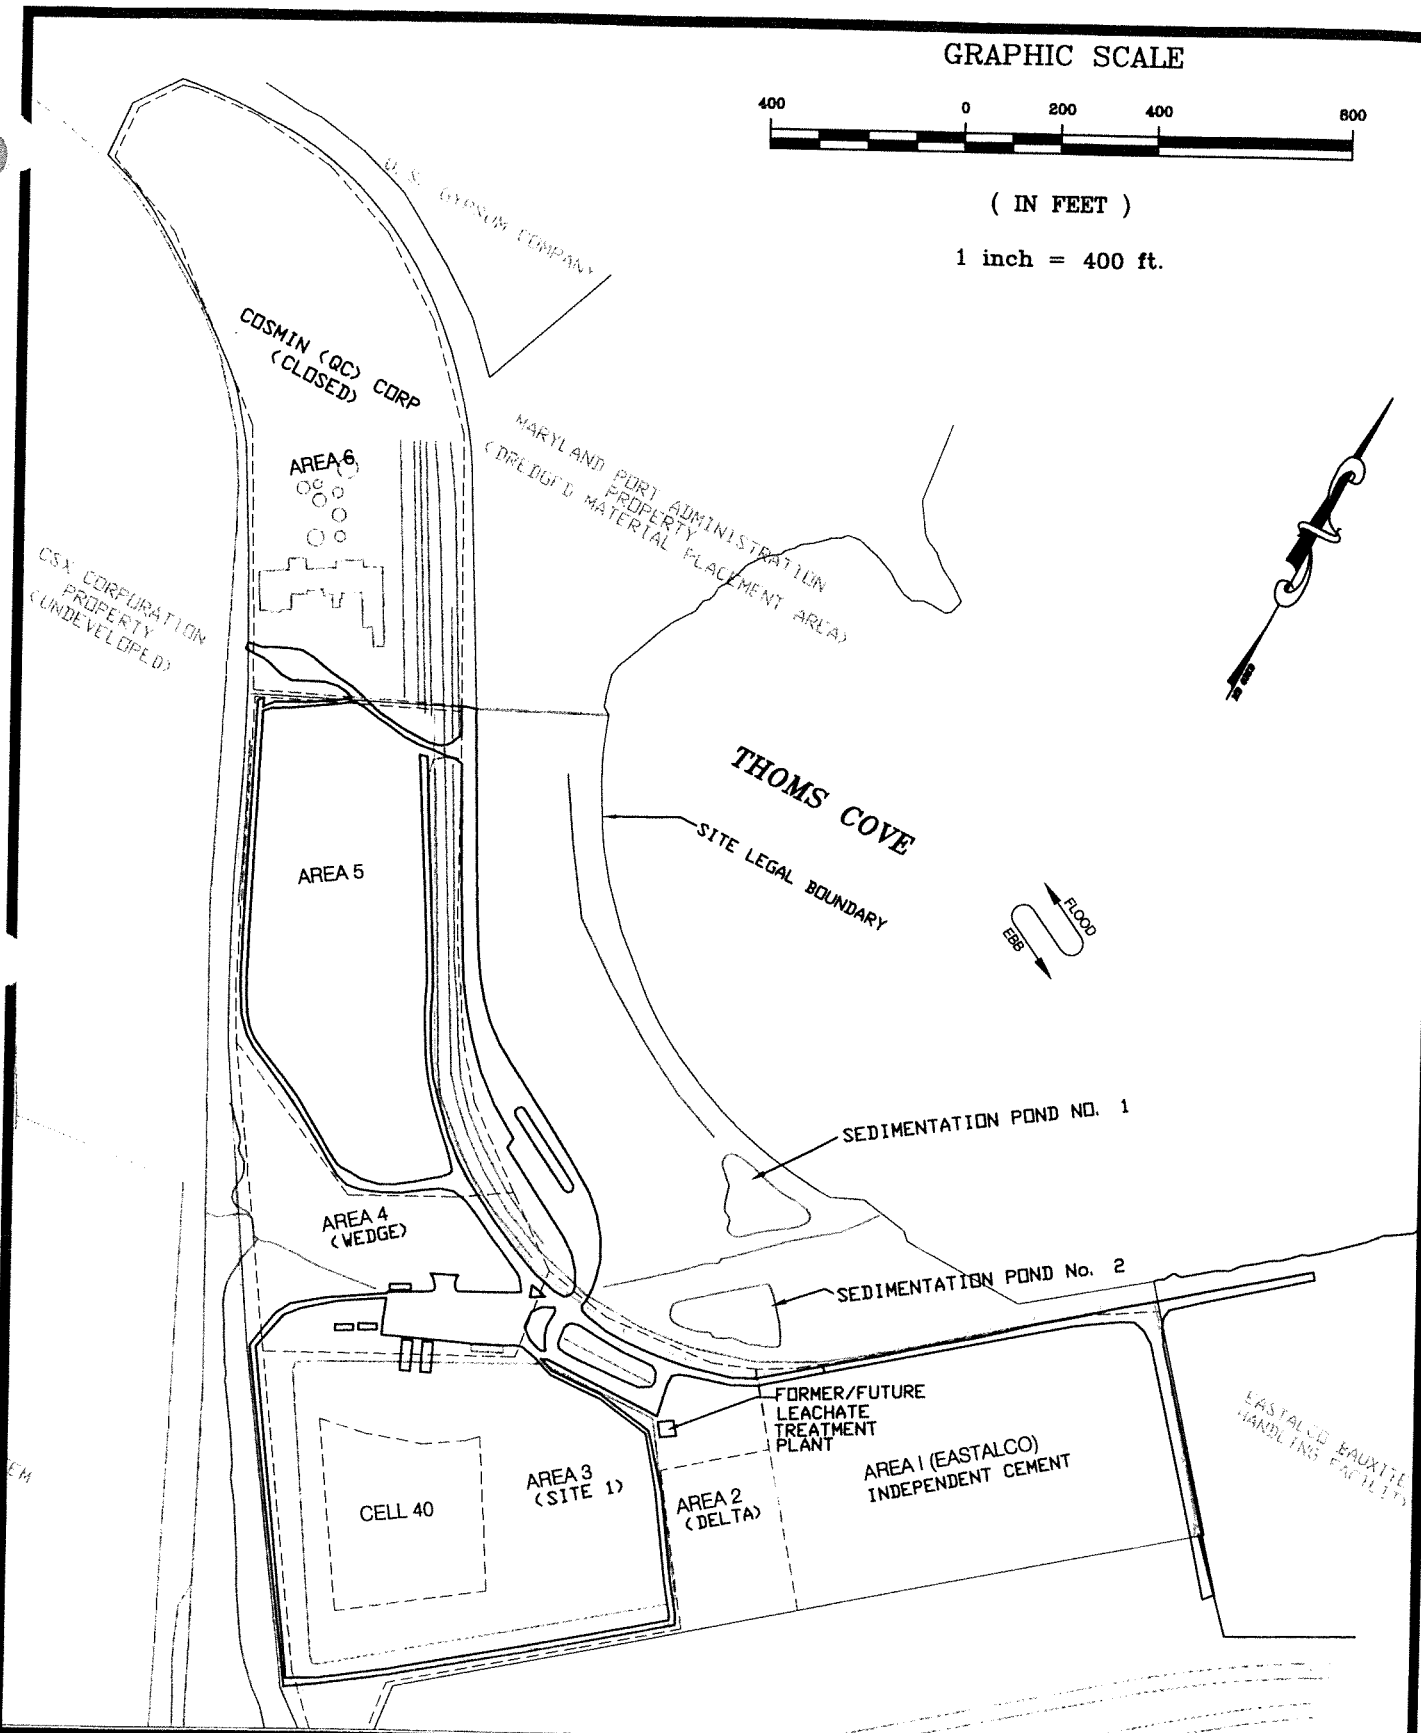 GRAPHIC SCALE
400 0 200 400 800
( IN FEET )
1 inch = 400 ft.
U.S. GYPSUM COMPANY
COSMIN (QC) CORP
(CLOSED)
AREA 6
MARYLAND PORT ADMINISTRATION
PROPERTY
(DREDGED MATERIAL PLACEMENT AREA)
CSX CORPORATION
PROPERTY
(UNDEVELOPED)
THOMS COVE
SITE LEGAL BOUNDARY
AREA 5
FLOOD
EBB
SEDIMENTATION POND NO. 1
AREA 4
(WEDGE)
SEDIMENTATION POND No. 2
FORMER/FUTURE
LEACHATE
TREATMENT
PLANT
AREA 1 (EASTALCO)
INDEPENDENT CEMENT
EASTALCO BAUXITE
HANDLING FACILITY
AREA 3
(SITE 1)
AREA 2
(DELTA)
CELL 40
EM